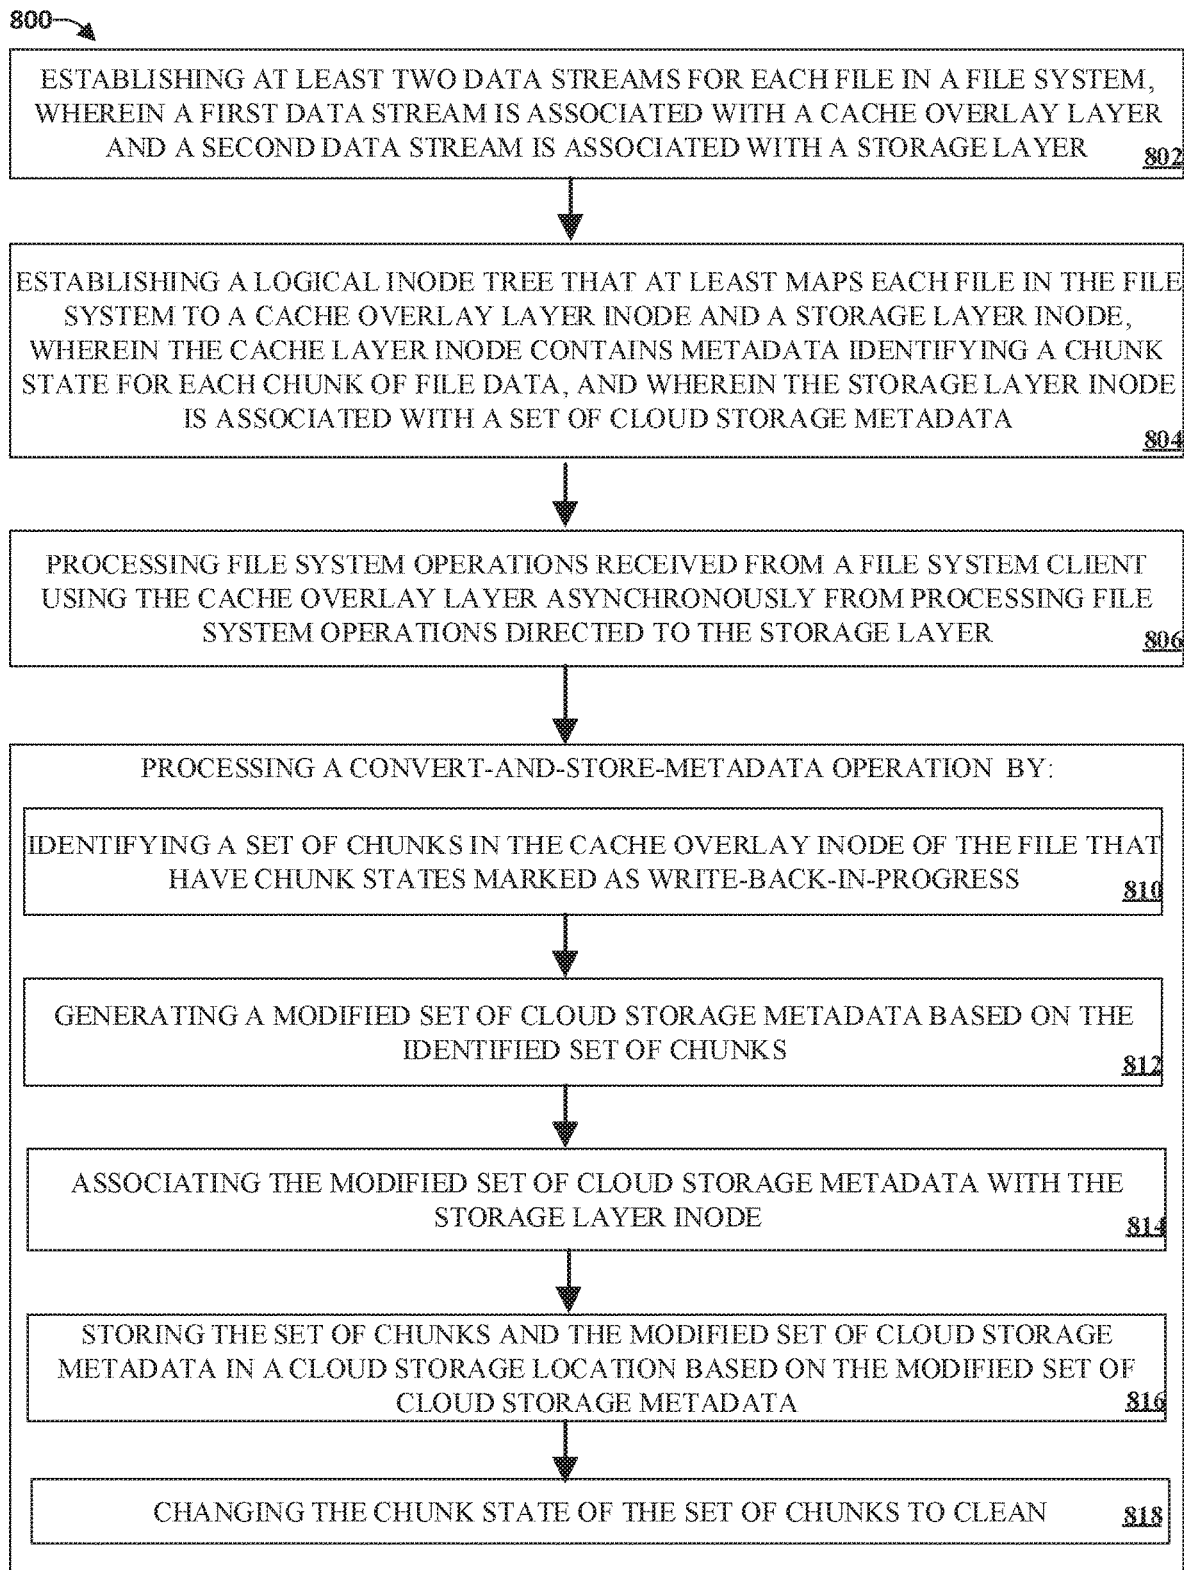 800
ESTABLISHING AT LEAST TWO DATA STREAMS FOR EACH FILE IN A FILE SYSTEM,
WHEREIN A FIRST DATA STREAM IS ASSOCIATED WITH A CACHE OVERLAY LAYER
AND A SECOND DATA STREAM IS ASSOCIATED WITH A STORAGE LAYER
802
ESTABLISHING A LOGICAL INODE TREE THAT AT LEAST MAPS EACH FILE IN THE FILE
SYSTEM TO A CACHE OVERLAY LAYER INODE AND A STORAGE LAYER INODE,
WHEREIN THE CACHE LAYER INODE CONTAINS METADATA IDENTIFYING A CHUNK
STATE FOR EACH CHUNK OF FILE DATA, AND WHEREIN THE STORAGE LAYER INODE
IS ASSOCIATED WITH A SET OF CLOUD STORAGE METADATA
804
PROCESSING FILE SYSTEM OPERATIONS RECEIVED FROM A FILE SYSTEM CLIENT
USING THE CACHE OVERLAY LAYER ASYNCHRONOUSLY FROM PROCESSING FILE
SYSTEM OPERATIONS DIRECTED TO THE STORAGE LAYER
806
PROCESSING A CONVERT-AND-STORE-METADATA OPERATION BY:
IDENTIFYING A SET OF CHUNKS IN THE CACHE OVERLAY INODE OF THE FILE THAT
HAVE CHUNK STATES MARKED AS WRITE-BACK-IN-PROGRESS
810
GENERATING A MODIFIED SET OF CLOUD STORAGE METADATA BASED ON THE
IDENTIFIED SET OF CHUNKS
812
ASSOCIATING THE MODIFIED SET OF CLOUD STORAGE METADATA WITH THE
STORAGE LAYER INODE
814
STORING THE SET OF CHUNKS AND THE MODIFIED SET OF CLOUD STORAGE
METADATA IN A CLOUD STORAGE LOCATION BASED ON THE MODIFIED SET OF
CLOUD STORAGE METADATA
816
CHANGING THE CHUNK STATE OF THE SET OF CHUNKS TO CLEAN
818